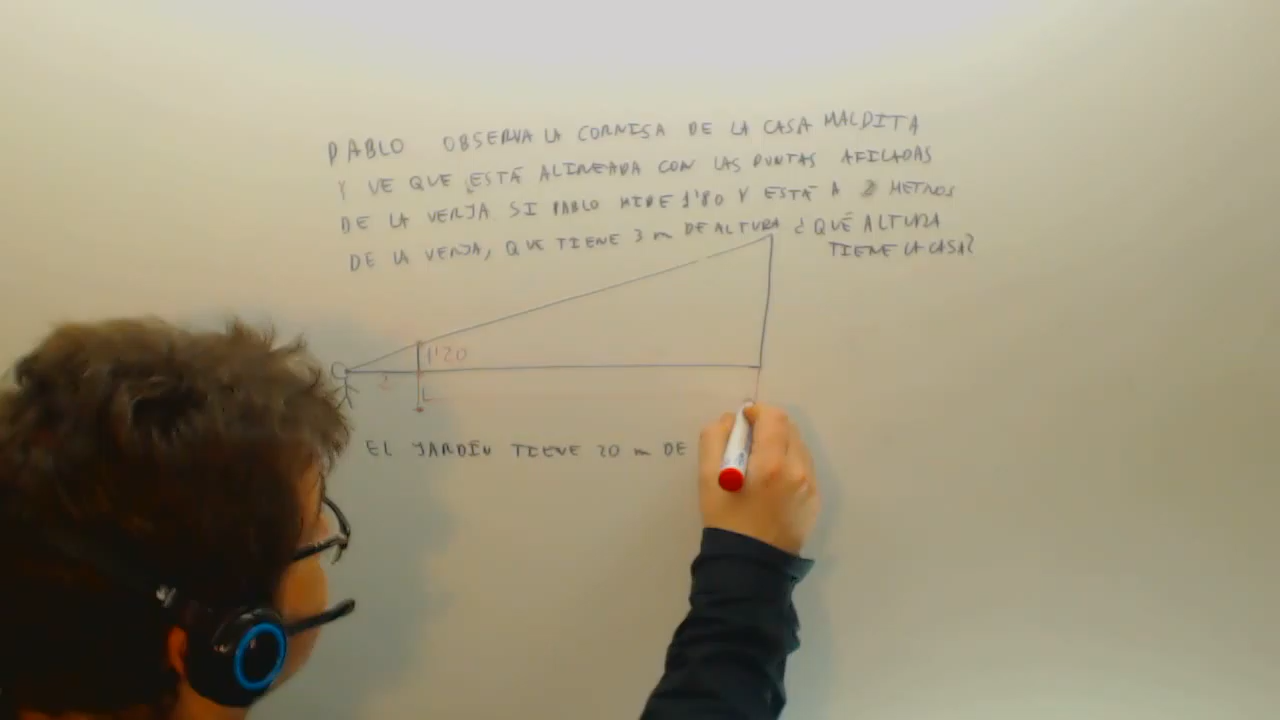 PABLO OBSERVA LA CORNISA DE LA CASA MALDITA
Y VE QUE ESTÁ ALINEADA CON LAS PUNTAS AFILADAS
DE LA VERJA SI PABLO MIDE 1'80 Y ESTÁ A 2 METROS
DE LA VERJA, QUE TIENE 3 m DE ALTURA ¿QUÉ ALTURA
TIENE LA CASA?
1'20
2
EL JARDÍN TIENE 20 m DE